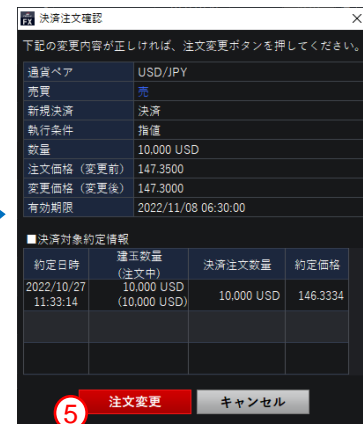 FX 決済注文確認 ×
下記の変更内容が正しければ、注文変更ボタンを押してください。
通貨ペア USD/JPY
売買 売
新規決済 決済
執行条件 指値
数量 10,000 USD
注文価格（変更前） 147.3500
変更価格（変更後） 147.3000
有効期限 2022/11/08 06:30:00
■決済対象約定情報
約定日時 建玉数量 決済注文数量 約定価格
(注文中)
2022/10/27 10,000 USD 10,000 USD 146.3334
11:33:14 (10,000 USD)
⑤ 注文変更 キャンセル